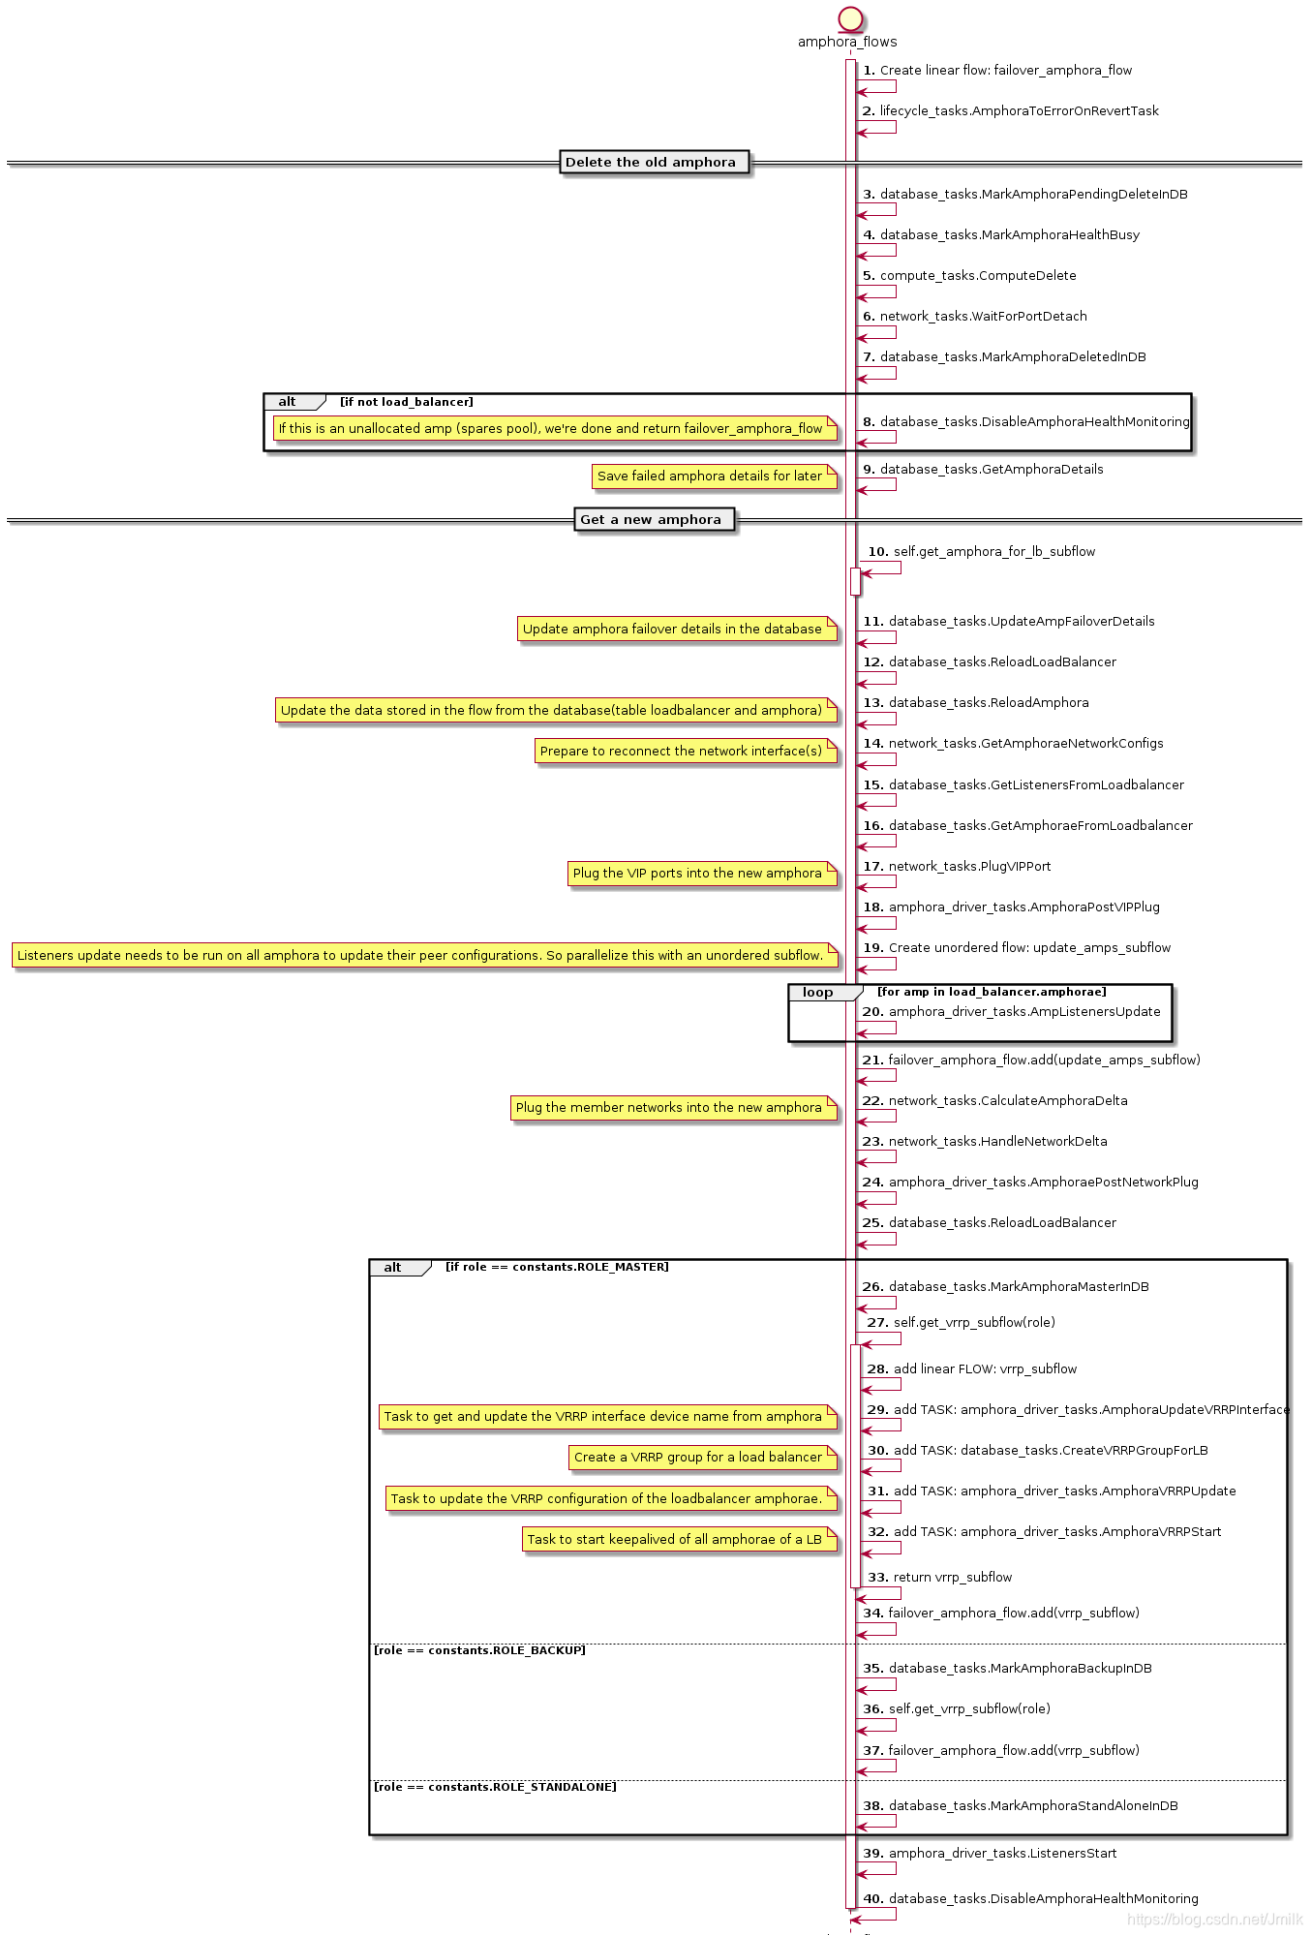 amphora_flows
1. Create linear flow: failover_amphora_flow
2. lifecycle_tasks.AmphoraToErrorOnRevertTask
Delete the old amphora
3. database_tasks.MarkAmphoraPendingDeleteInDB
4. database_tasks.MarkAmphoraHealthBusy
5. compute_tasks.ComputeDelete
6. network_tasks.WaitForPortDetach
7. database_tasks.MarkAmphoraDeletedInDB
alt [if not load_balancer]
If this is an unallocated amp (spares pool), we're done and return failover_amphora_flow
8. database_tasks.DisableAmphoraHealthMonitoring
Save failed amphora details for later
9. database_tasks.GetAmphoraDetails
Get a new amphora
10. self.get_amphora_for_lb_subflow
Update amphora failover details in the database
11. database_tasks.UpdateAmpFailoverDetails
12. database_tasks.ReloadLoadBalancer
Update the data stored in the flow from the database(table loadbalancer and amphora)
13. database_tasks.ReloadAmphora
Prepare to reconnect the network interface(s)
14. network_tasks.GetAmphoraeNetworkConfigs
15. database_tasks.GetListenersFromLoadbalancer
16. database_tasks.GetAmphoraeFromLoadbalancer
Plug the VIP ports into the new amphora
17. network_tasks.PlugVIPPort
18. amphora_driver_tasks.AmphoraPostVIPPlug
Listeners update needs to be run on all amphora to update their peer configurations. So parallelize this with an unordered subflow.
19. Create unordered flow: update_amps_subflow
loop [for amp in load_balancer.amphorae]
20. amphora_driver_tasks.AmpListenersUpdate
21. failover_amphora_flow.add(update_amps_subflow)
Plug the member networks into the new amphora
22. network_tasks.CalculateAmphoraDelta
23. network_tasks.HandleNetworkDelta
24. amphora_driver_tasks.AmphoraePostNetworkPlug
25. database_tasks.ReloadLoadBalancer
alt [if role == constants.ROLE_MASTER]
26. database_tasks.MarkAmphoraMasterInDB
27. self.get_vrrp_subflow(role)
28. add linear FLOW: vrrp_subflow
Task to get and update the VRRP interface device name from amphora
29. add TASK: amphora_driver_tasks.AmphoraUpdateVRRPInterface
Create a VRRP group for a load balancer
30. add TASK: database_tasks.CreateVRRPGroupForLB
Task to update the VRRP configuration of the loadbalancer amphorae.
31. add TASK: amphora_driver_tasks.AmphoraVRRPUpdate
Task to start keepalived of all amphorae of a LB
32. add TASK: amphora_driver_tasks.AmphoraVRRPStart
33. return vrrp_subflow
34. failover_amphora_flow.add(vrrp_subflow)
[role == constants.ROLE_BACKUP]
35. database_tasks.MarkAmphoraBackupInDB
36. self.get_vrrp_subflow(role)
37. failover_amphora_flow.add(vrrp_subflow)
[role == constants.ROLE_STANDALONE]
38. database_tasks.MarkAmphoraStandAloneInDB
39. amphora_driver_tasks.ListenersStart
40. database_tasks.DisableAmphoraHealthMonitoring
https://blog.csdn.net/Jmilk